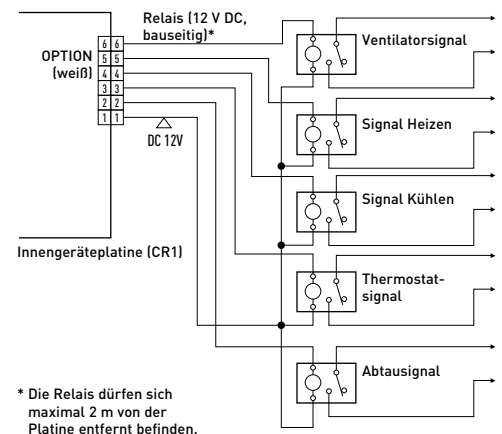 Relais (12 V DC,
bauseitig)*
OPTION
(weiß)
6 6
5 5
4 4
3 3
2 2
1 1
DC 12V
Ventilatorsignal
Signal Heizen
Signal Kühlen
Innengeräteplatine (CR1)
Thermostat-
signal
Abtausignal
* Die Relais dürfen sich
maximal 2 m von der
Platine entfernt befinden.